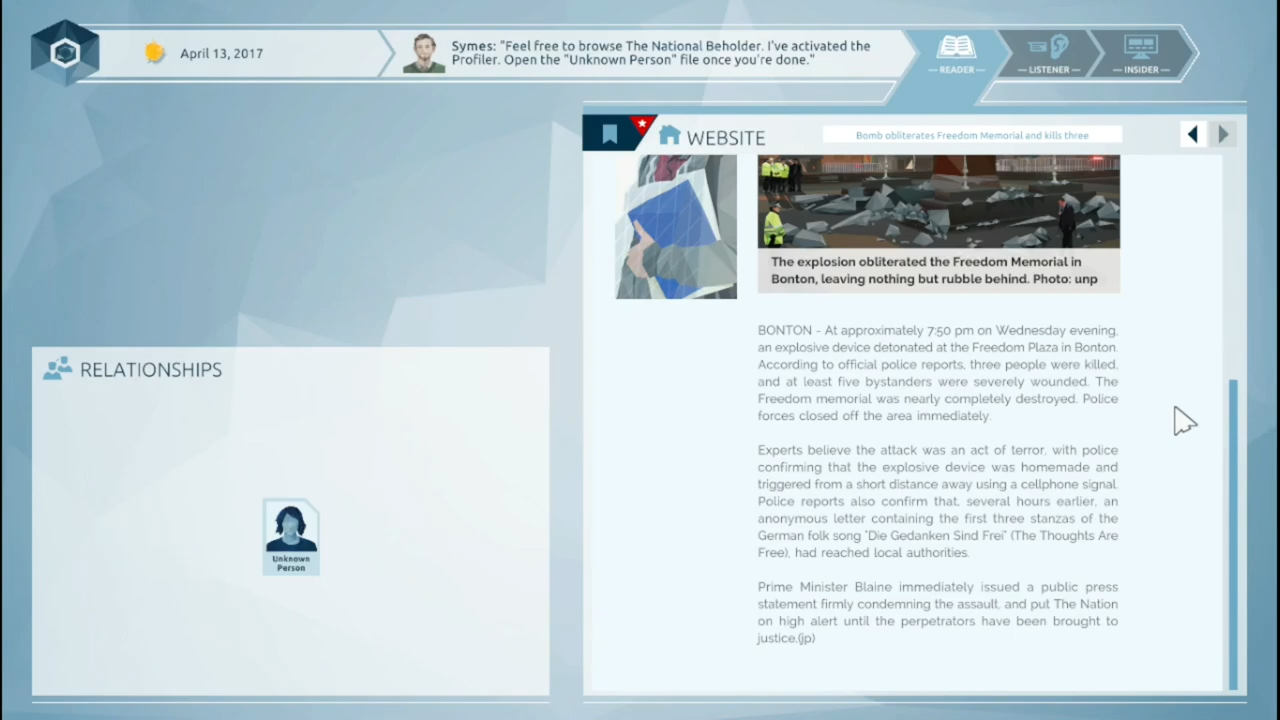 April 13, 2017
Symes: "Feel free to browse The National Beholder. I've activated the
Profiler. Open the "Unknown Person" file once you're done."
— READER —
— LISTENER —
— INSIDER —
WEBSITE
Bomb obliterates Freedom Memorial and kills three
The explosion obliterated the Freedom Memorial in
Bonton, leaving nothing but rubble behind. Photo: unp
BONTON - At approximately 7:50 pm on Wednesday evening,
an explosive device detonated at the Freedom Plaza in Bonton.
According to official police reports, three people were killed,
and at least five bystanders were severely wounded. The
Freedom memorial was nearly completely destroyed. Police
forces closed off the area immediately.
Experts believe the attack was an act of terror, with police
confirming that the explosive device was homemade and
triggered from a short distance away using a cellphone signal.
Police reports also confirm that, several hours earlier, an
anonymous letter containing the first three stanzas of the
German folk song "Die Gedanken Sind Frei" (The Thoughts Are
Free), had reached local authorities.
Prime Minister Blaine immediately issued a public press
statement firmly condemning the assault, and put The Nation
on high alert until the perpetrators have been brought to
justice.(jp)
RELATIONSHIPS
Unknown
Person